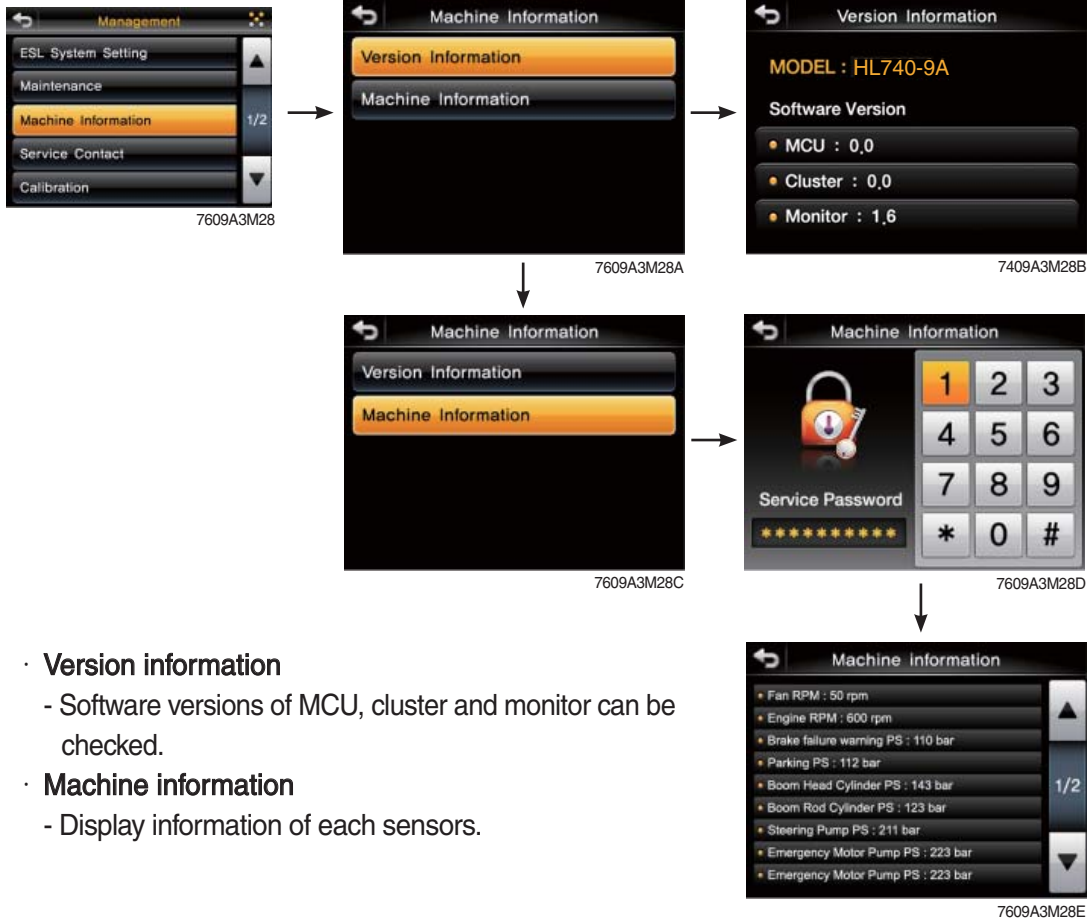 Management
ESL System Setting
Maintenance
Machine Information
Service Contact
Calibration
1/2
7609A3M28
Machine Information
Version Information
Machine Information
7609A3M28A
Version Information
MODEL : HL740-9A
Software Version
• MCU : 0.0
• Cluster : 0.0
• Monitor : 1.6
7409A3M28B
Machine Information
Version Information
Machine Information
7609A3M28C
Machine Information
1 2 3
4 5 6
7 8 9
* 0 #
Service Password
**********
7609A3M28D
· Version information
- Software versions of MCU, cluster and monitor can be
checked.
· Machine information
- Display information of each sensors.
Machine information
• Fan RPM : 50 rpm
• Engine RPM : 600 rpm
• Brake failure warning PS : 110 bar
• Parking PS : 112 bar
• Boom Head Cylinder PS : 143 bar
• Boom Rod Cylinder PS : 123 bar
• Steering Pump PS : 211 bar
• Emergency Motor Pump PS : 223 bar
• Emergency Motor Pump PS : 223 bar
1/2
7609A3M28E